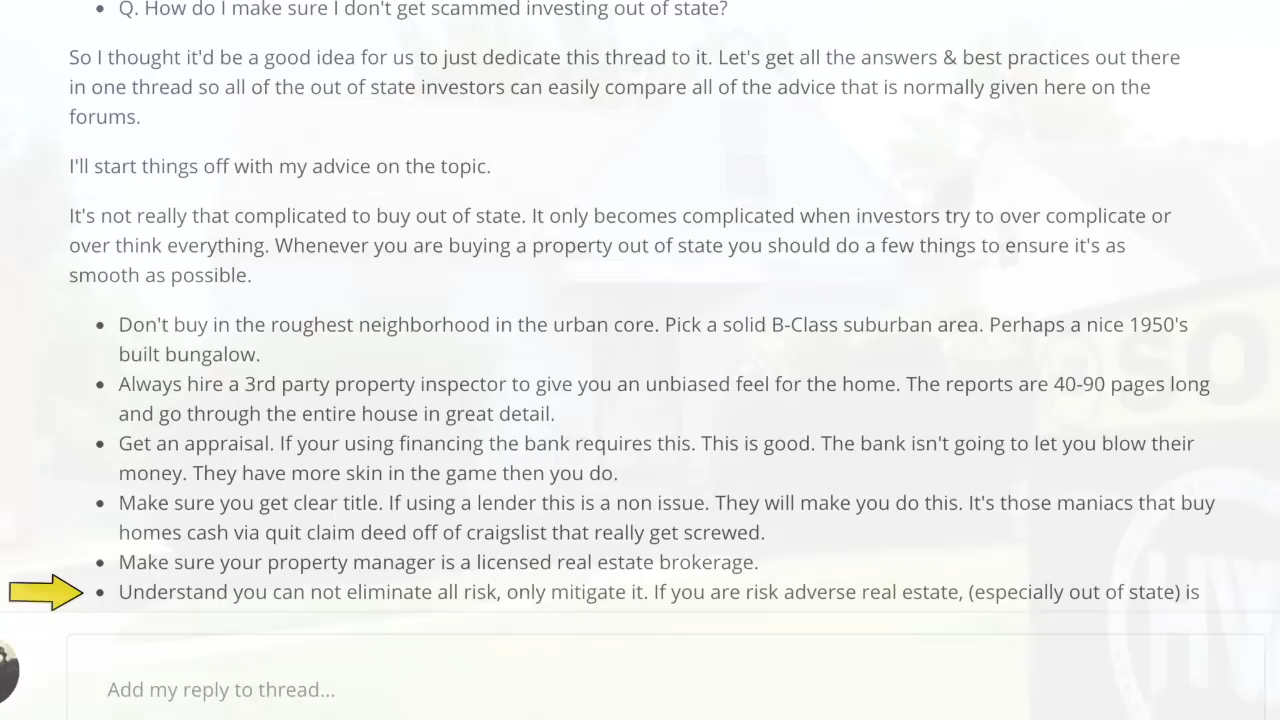 Q. How do I make sure I don't get scammed investing out of state?
So I thought it'd be a good idea for us to just dedicate this thread to it. Let's get all the answers & best practices out there
in one thread so all of the out of state investors can easily compare all of the advice that is normally given here on the
forums.
I'll start things off with my advice on the topic.
It's not really that complicated to buy out of state. It only becomes complicated when investors try to over complicate or
over think everything. Whenever you are buying a property out of state you should do a few things to ensure it's as
smooth as possible.
Don't buy in the roughest neighborhood in the urban core. Pick a solid B-Class suburban area. Perhaps a nice 1950's
built bungalow.
Always hire a 3rd party property inspector to give you an unbiased feel for the home. The reports are 40-90 pages long
and go through the entire house in great detail.
Get an appraisal. If your using financing the bank requires this. This is good. The bank isn't going to let you blow their
money. They have more skin in the game then you do.
Make sure you get clear title. If using a lender this is a non issue. They will make you do this. It's those maniacs that buy
homes cash via quit claim deed off of craigslist that really get screwed.
Make sure your property manager is a licensed real estate brokerage.
Understand you can not eliminate all risk, only mitigate it. If you are risk adverse real estate, (especially out of state) is
Add my reply to thread...